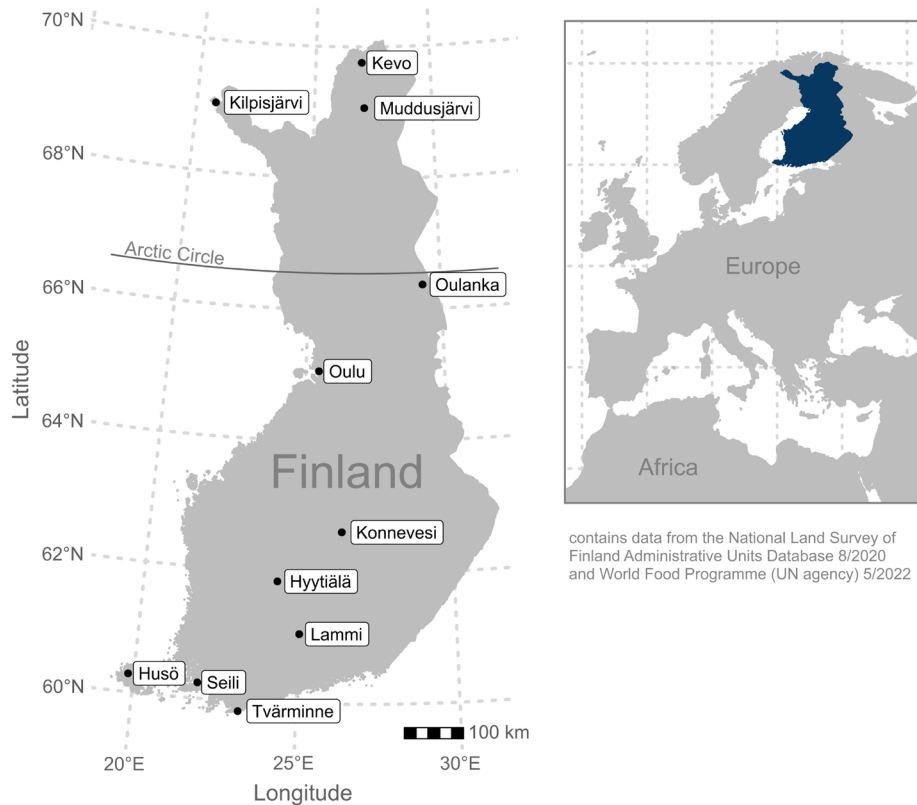 70°N
Kevo
Kilpisjärvi
Muddusjärvi
68°N
Arctic Circle
66°N
Oulanka
Oulu
Latitude
64°N
Finland
Konnevesi
62°N
Hyytiälä
Lammi
Husö
Seili
60°N
Tvärminne
100 km
20°E
25°E
30°E
Longitude
Europe
Africa
contains data from the National Land Survey of
Finland Administrative Units Database 8/2020
and World Food Programme (UN agency) 5/2022